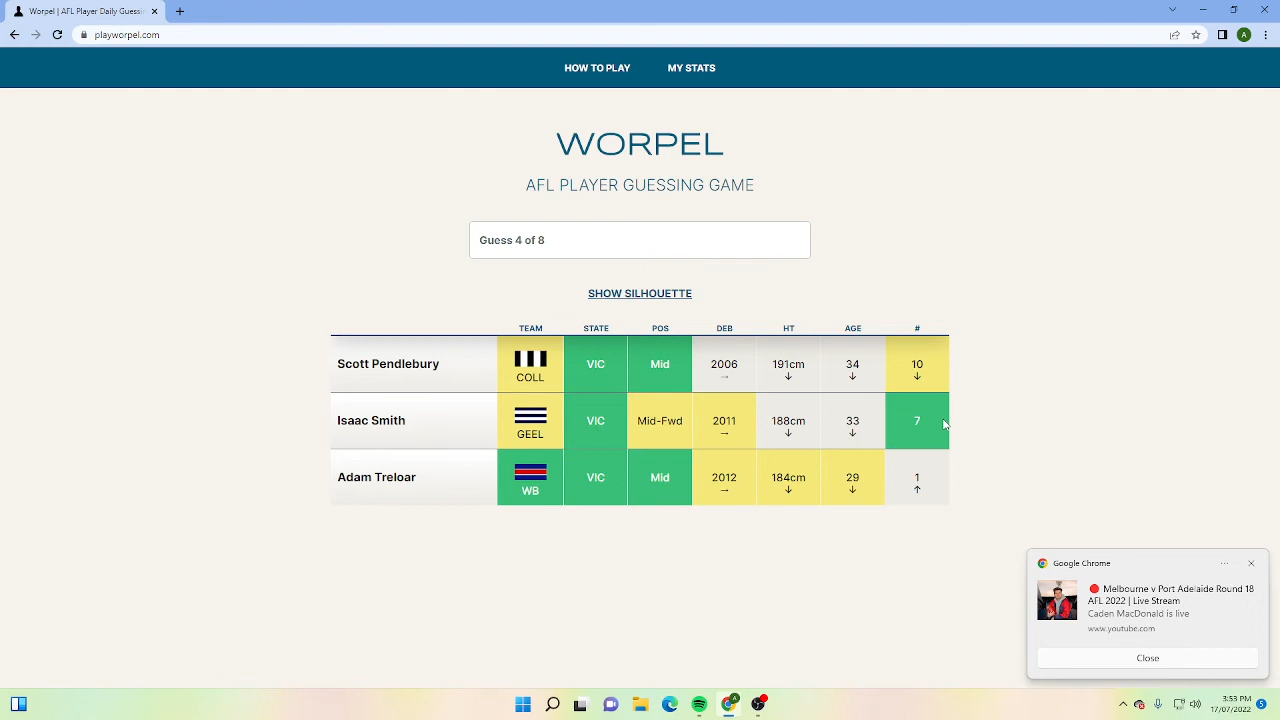 Worpel | AFL Player Daily Guessin
playworpel.com
A
HOW TO PLAY
MY STATS
WORPEL
AFL PLAYER GUESSING GAME
Guess 4 of 8
SHOW SILHOUETTE
TEAM STATE POS DEB HT AGE #
Scott Pendlebury COLL VIC Mid 2006 → 191cm ↓ 34 ↓ 10 ↓
Isaac Smith GEEL VIC Mid-Fwd 2011 → 188cm ↓ 33 ↓ 7
Adam Treloar WB VIC Mid 2012 → 184cm ↓ 29 ↓ 1 ↑
Google Chrome
🔴 Melbourne v Port Adelaide Round 18
AFL 2022 | Live Stream
Caden MacDonald is live
www.youtube.com
Close
3:53 PM
17/07/2022